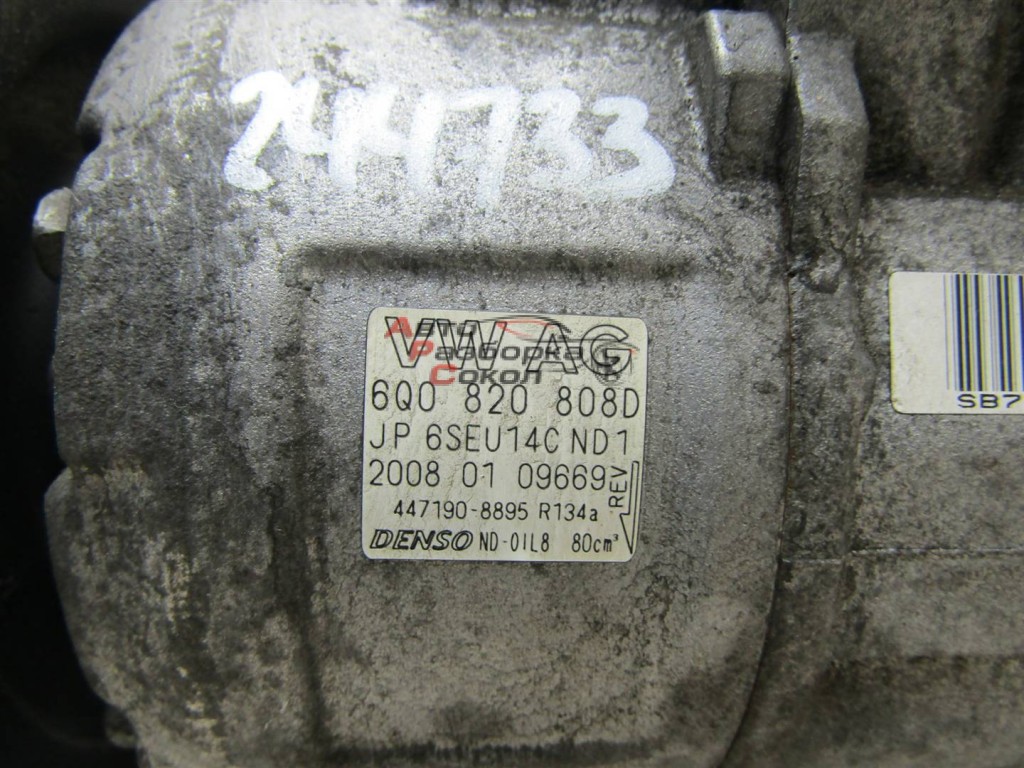 244733
VW AG
Авто
Разборка
Сокол
6Q0 820 808D
JP 6SEU14C ND1
2008 01 09669
REV
447190-8895 R134a
DENSO ND-OIL8 80cm³
SB7